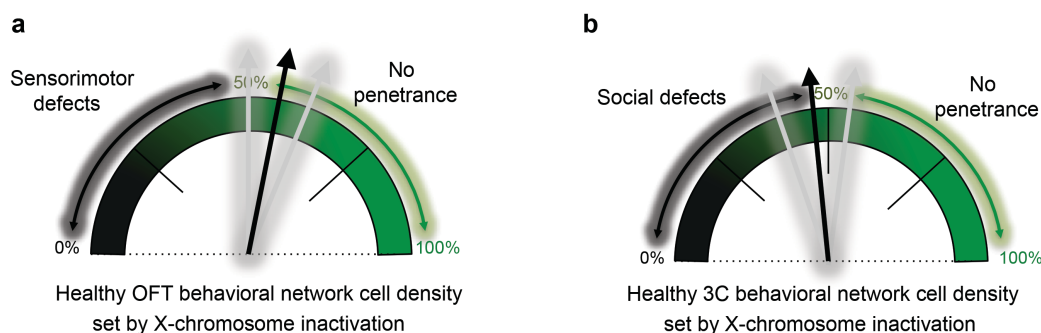 a
Sensorimotor
defects
50%
No
penetrance
0%
100%
Healthy OFT behavioral network cell density
set by X-chromosome inactivation
b
Social defects
50%
No
penetrance
0%
100%
Healthy 3C behavioral network cell density
set by X-chromosome inactivation